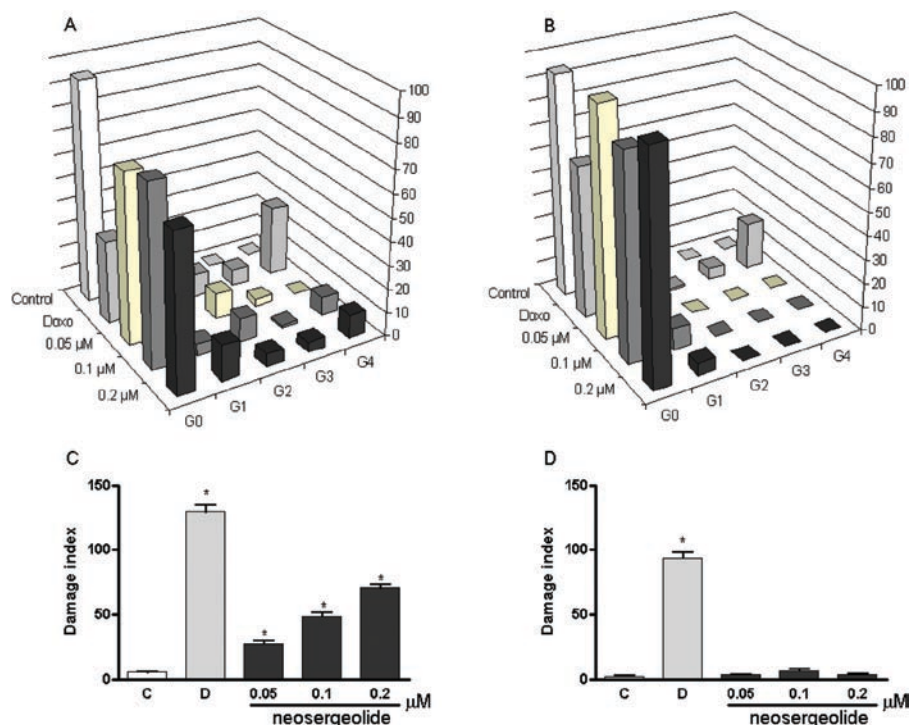 A
100
90
80
70
60
50
40
30
20
10
0
Control
Doxo
0.05 µM
0.1 µM
0.2 µM
G0
G1
G2
G3
G4
B
100
90
80
70
60
50
40
30
20
10
0
Control
Doxo
0.05 µM
0.1 µM
0.2 µM
G0
G1
G2
G3
G4
C
Damage index
150
100
50
0
*
*
*
*
C D 0.05 0.1 0.2 µM
neosergeolide
D
Damage index
150
100
50
0
*
C D 0.05 0.1 0.2 µM
neosergeolide